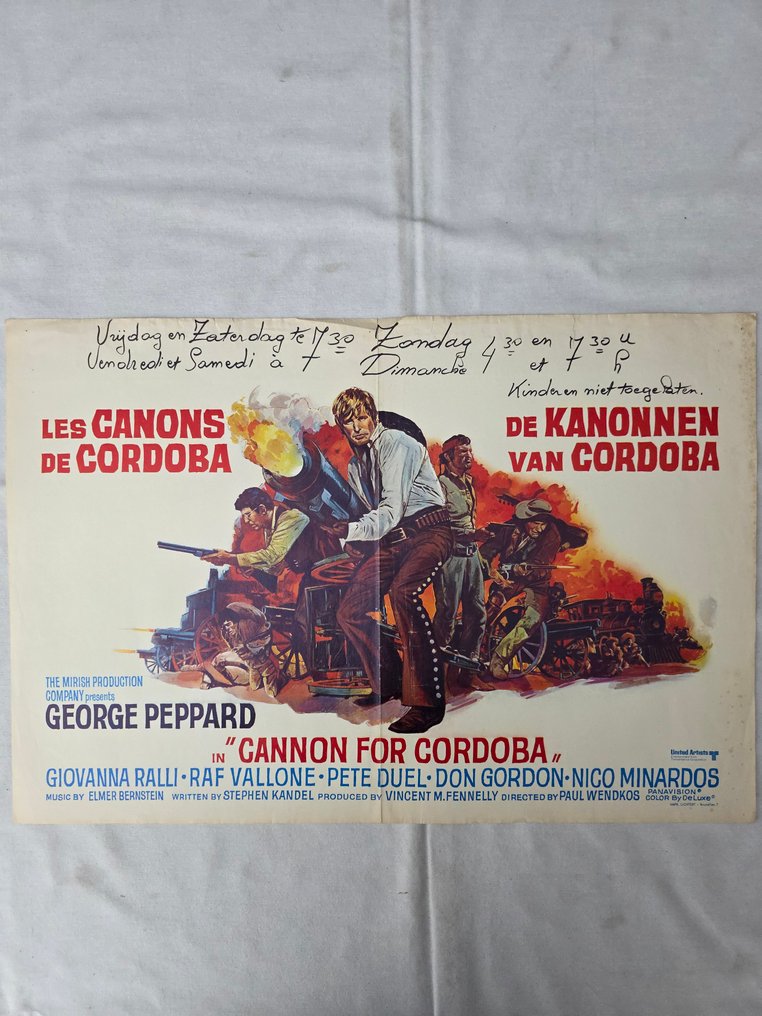 Vrijdag en Zaterdag te 7 30 Zondag 4 30 en 7 30 u
Vendredi et Samedi à 7 Dimanche et 7 h
Kinderen niet toegelaten.
LES CANONS
DE CORDOBA
DE KANONNEN
VAN CORDOBA
THE MIRISH PRODUCTION
COMPANY presents
GEORGE PEPPARD
IN "CANNON FOR CORDOBA"
United Artists
GIOVANNA RALLI · RAF VALLONE · PETE DUEL · DON GORDON · NICO MINARDOS
MUSIC BY ELMER BERNSTEIN WRITTEN BY STEPHEN KANDEL PRODUCED BY VINCENT M. FENNELLY DIRECTED BY PAUL WENDKOS
PANAVISION®
COLOR By DeLuxe®